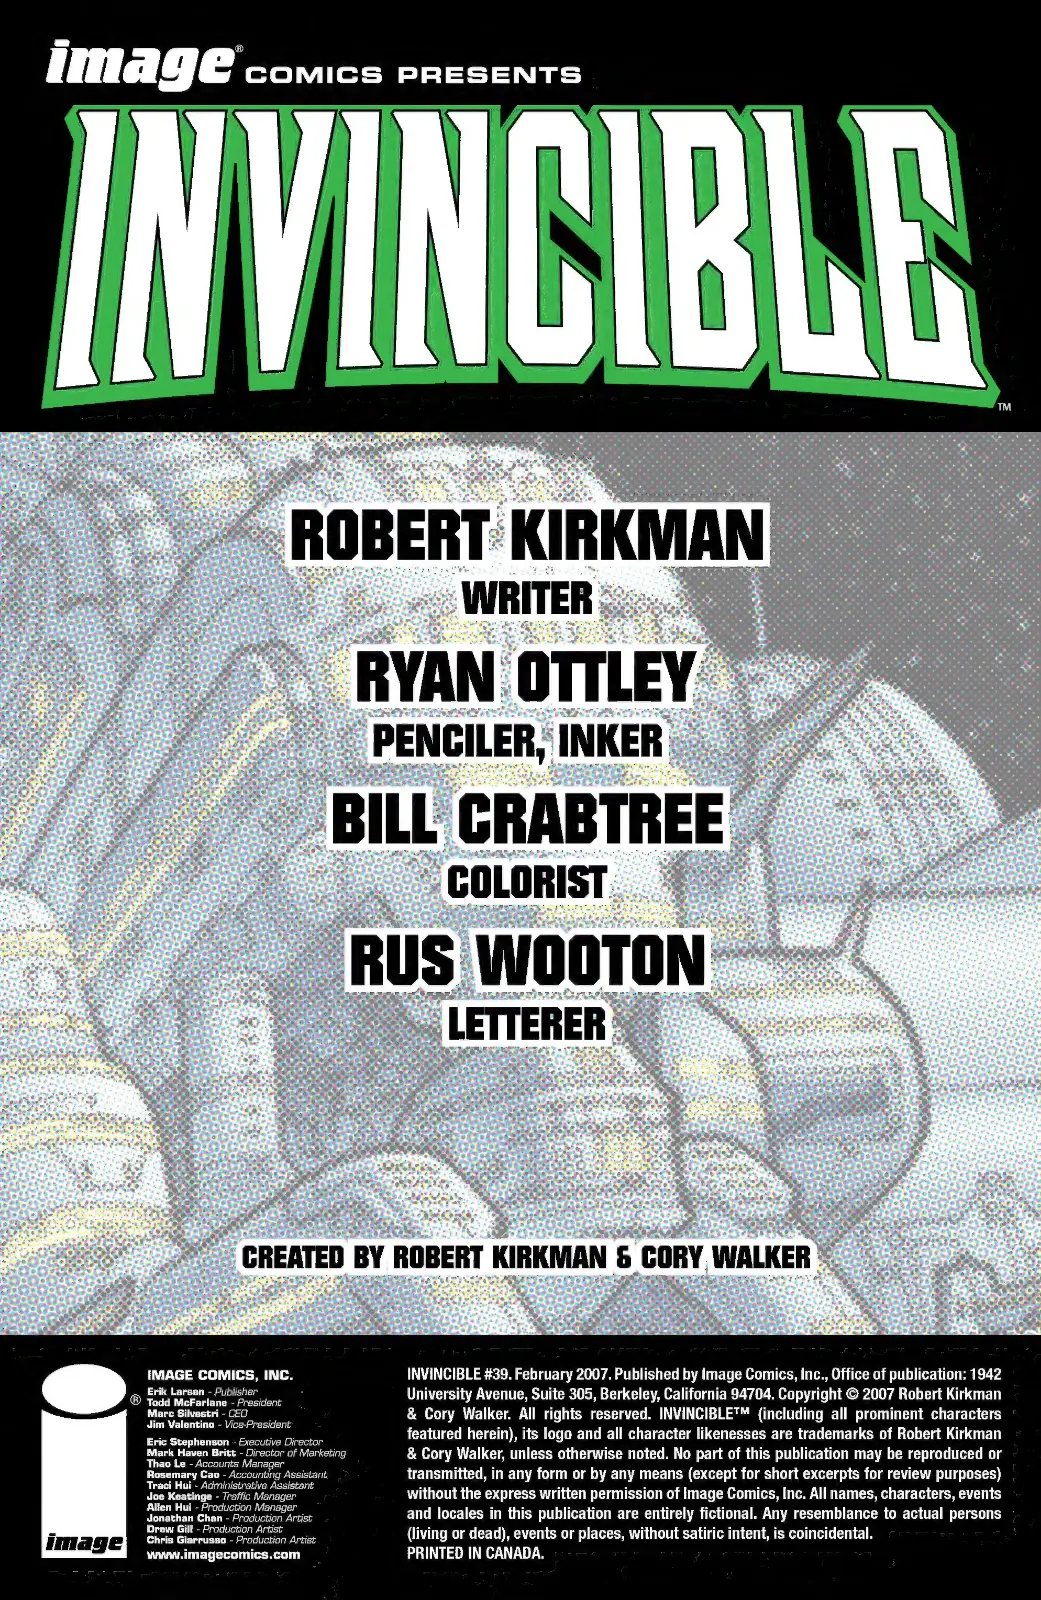 image® COMICS PRESENTS
INVINCIBLE™
ROBERT KIRKMAN
WRITER
RYAN OTTLEY
PENCILER, INKER
BILL CRABTREE
COLORIST
RUS WOOTON
LETTERER
CREATED BY ROBERT KIRKMAN & CORY WALKER
®
image
IMAGE COMICS, INC.
Erik Larsen - Publisher
Todd McFarlane - President
Marc Silvestri - CEO
Jim Valentino - Vice-President
Eric Stephenson - Executive Director
Mark Haven Britt - Director of Marketing
Thao Le - Accounts Manager
Rosemary Cao - Accounting Assistant
Traci Hui - Administrative Assistant
Joe Keatinge - Traffic Manager
Allen Hui - Production Manager
Jonathan Chan - Production Artist
Drew Gill - Production Artist
Chris Giarrusso - Production Artist
www.imagecomics.com
INVINCIBLE #39. February 2007. Published by Image Comics, Inc., Office of publication: 1942
University Avenue, Suite 305, Berkeley, California 94704. Copyright © 2007 Robert Kirkman
& Cory Walker. All rights reserved. INVINCIBLE™ (including all prominent characters
featured herein), its logo and all character likenesses are trademarks of Robert Kirkman
& Cory Walker, unless otherwise noted. No part of this publication may be reproduced or
transmitted, in any form or by any means (except for short excerpts for review purposes)
without the express written permission of Image Comics, Inc. All names, characters, events
and locales in this publication are entirely fictional. Any resemblance to actual persons
(living or dead), events or places, without satiric intent, is coincidental.
PRINTED IN CANADA.